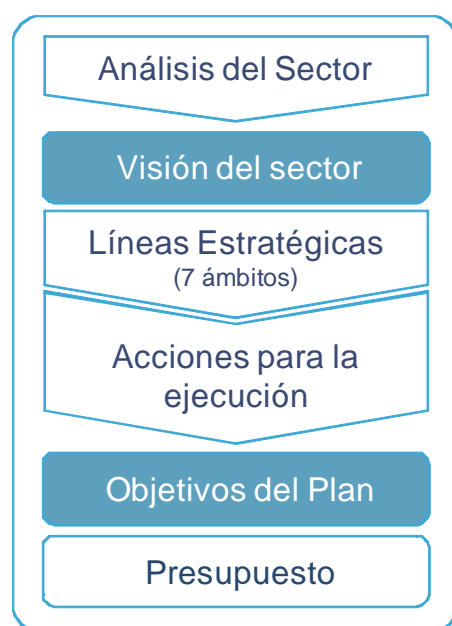 Análisis del Sector
Visión del sector
Líneas Estratégicas
(7 ámbitos)
Acciones para la
ejecución
Objetivos del Plan
Presupuesto